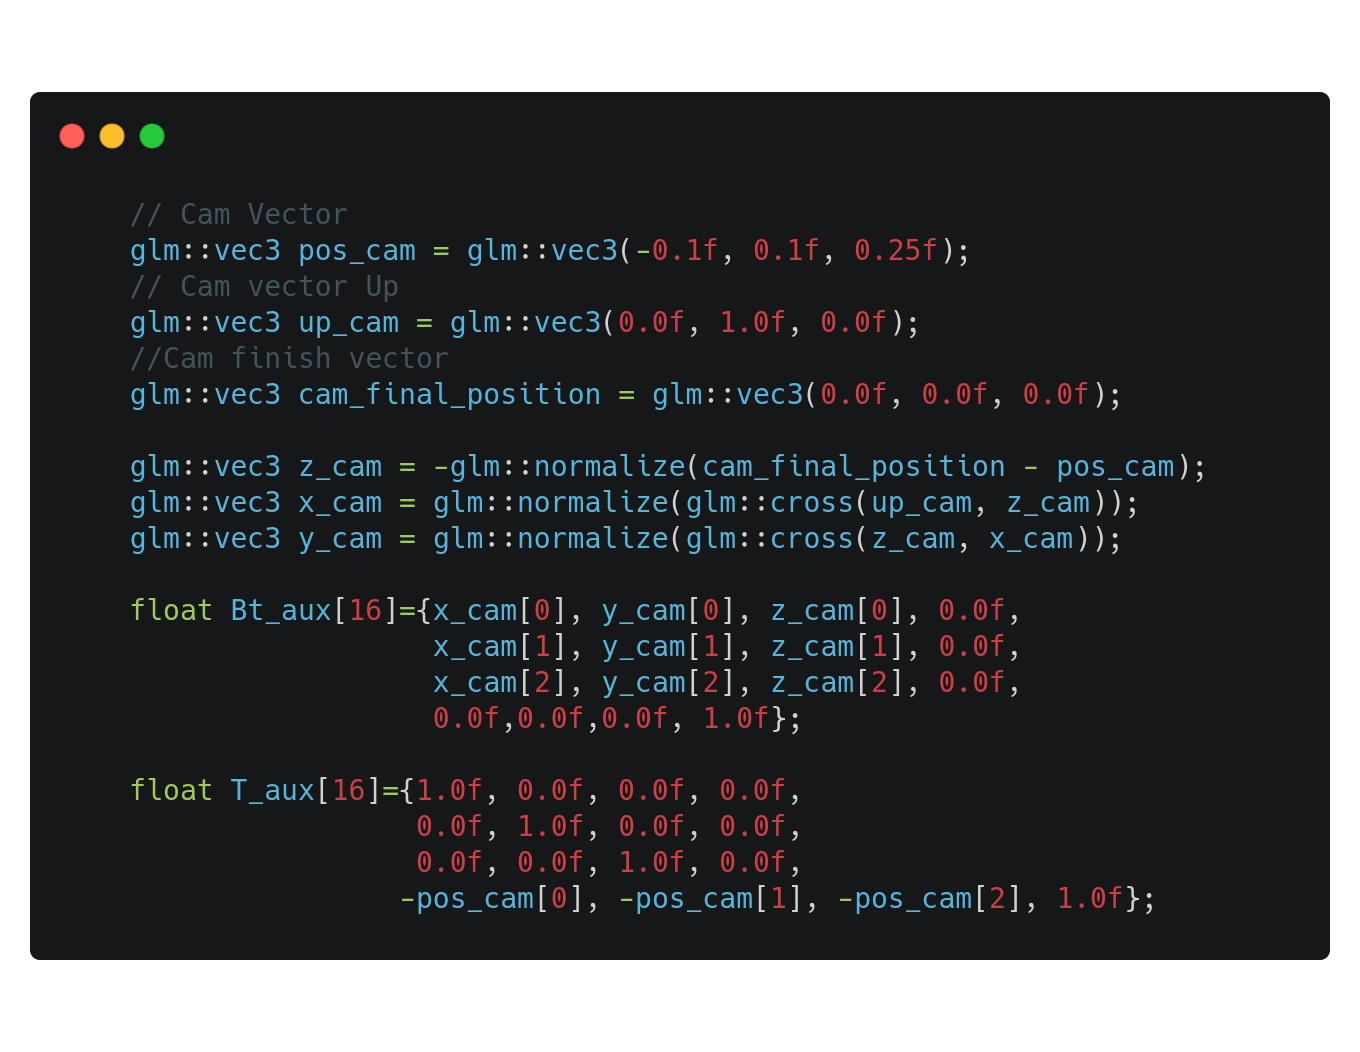 // Cam Vector
glm::vec3 pos_cam = glm::vec3(-0.1f, 0.1f, 0.25f);
// Cam vector Up
glm::vec3 up_cam = glm::vec3(0.0f, 1.0f, 0.0f);
//Cam finish vector
glm::vec3 cam_final_position = glm::vec3(0.0f, 0.0f, 0.0f);
glm::vec3 z_cam = -glm::normalize(cam_final_position - pos_cam);
glm::vec3 x_cam = glm::normalize(glm::cross(up_cam, z_cam));
glm::vec3 y_cam = glm::normalize(glm::cross(z_cam, x_cam));
float Bt_aux[16]={x_cam[0], y_cam[0], z_cam[0], 0.0f,
x_cam[1], y_cam[1], z_cam[1], 0.0f,
x_cam[2], y_cam[2], z_cam[2], 0.0f,
0.0f,0.0f,0.0f, 1.0f};
float T_aux[16]={1.0f, 0.0f, 0.0f, 0.0f,
0.0f, 1.0f, 0.0f, 0.0f,
0.0f, 0.0f, 1.0f, 0.0f,
-pos_cam[0], -pos_cam[1], -pos_cam[2], 1.0f};